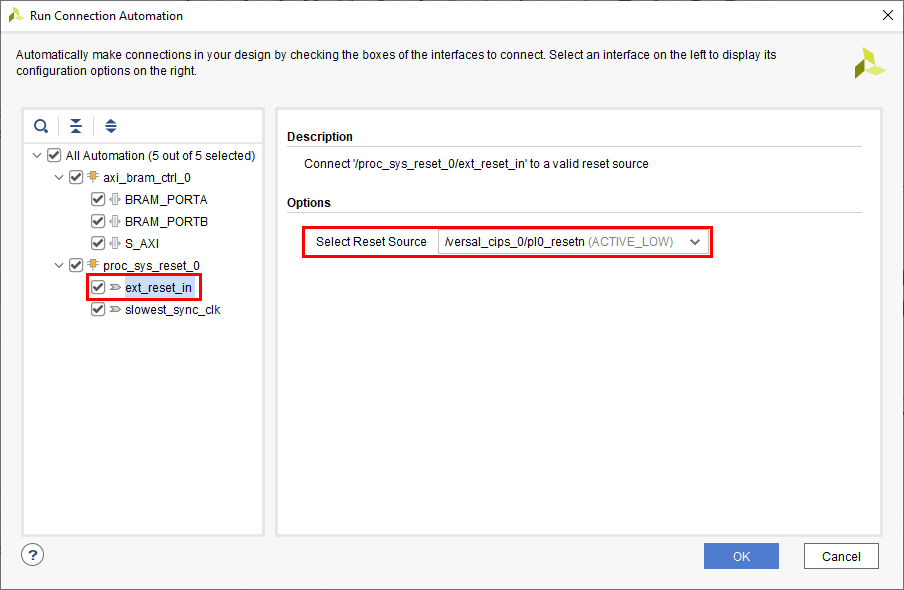 Run Connection Automation
Automatically make connections in your design by checking the boxes of the interfaces to connect. Select an interface on the left to display its
configuration options on the right.
All Automation (5 out of 5 selected)
axi_bram_ctrl_0
BRAM_PORTA
BRAM_PORTB
S_AXI
proc_sys_reset_0
ext_reset_in
slowest_sync_clk
Description
Connect '/proc_sys_reset_0/ext_reset_in' to a valid reset source
Options
Select Reset Source /versal_cips_0/pl0_resetn (ACTIVE_LOW)
?
OK
Cancel